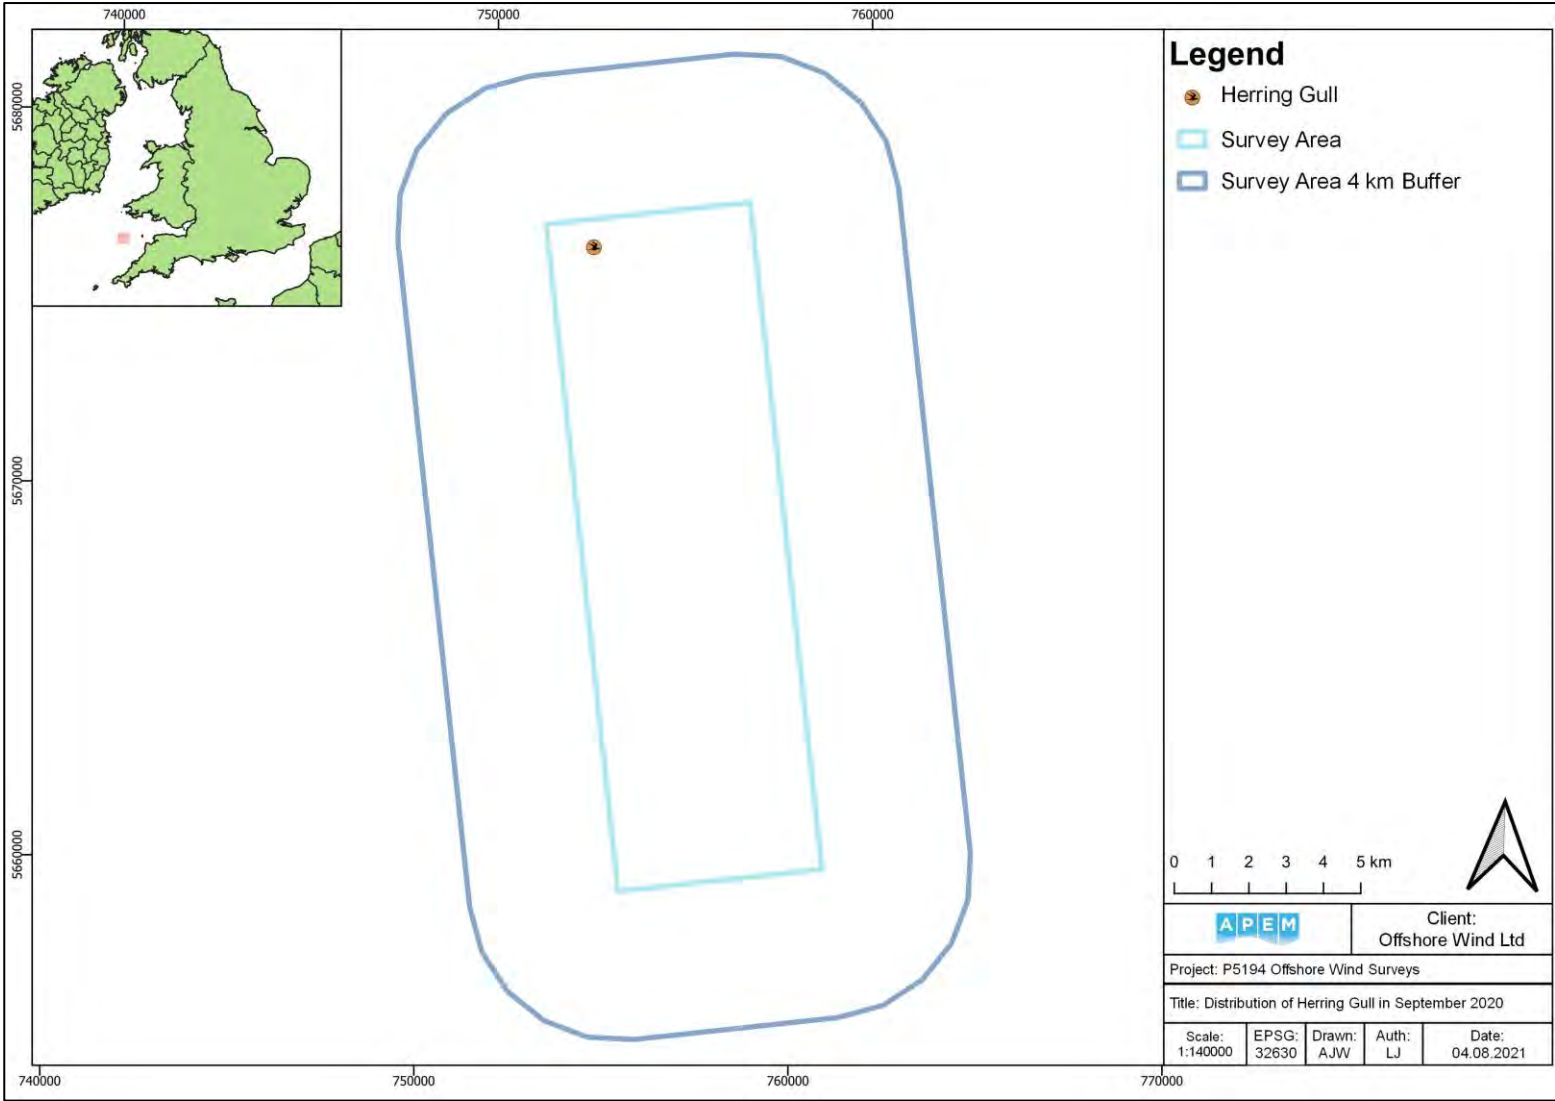 740000
750000
760000
5680000
5670000
5660000
740000
750000
760000
770000
Legend
Herring Gull
Survey Area
Survey Area 4 km Buffer
0 1 2 3 4 5 km
APEM
Client:
Offshore Wind Ltd
Project: P5194 Offshore Wind Surveys
Title: Distribution of Herring Gull in September 2020
Scale:
1:140000
EPSG:
32630
Drawn:
AJW
Auth:
LJ
Date:
04.08.2021